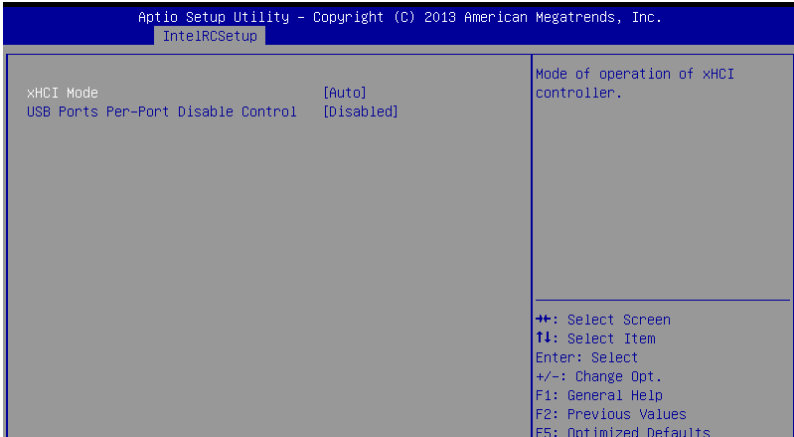 Aptio Setup Utility – Copyright (C) 2013 American Megatrends, Inc.
IntelRCSetup
xHCI Mode [Auto]
USB Ports Per-Port Disable Control [Disabled]
Mode of operation of xHCI
controller.
→←: Select Screen
↑↓: Select Item
Enter: Select
+/-: Change Opt.
F1: General Help
F2: Previous Values
F5: Optimized Defaults